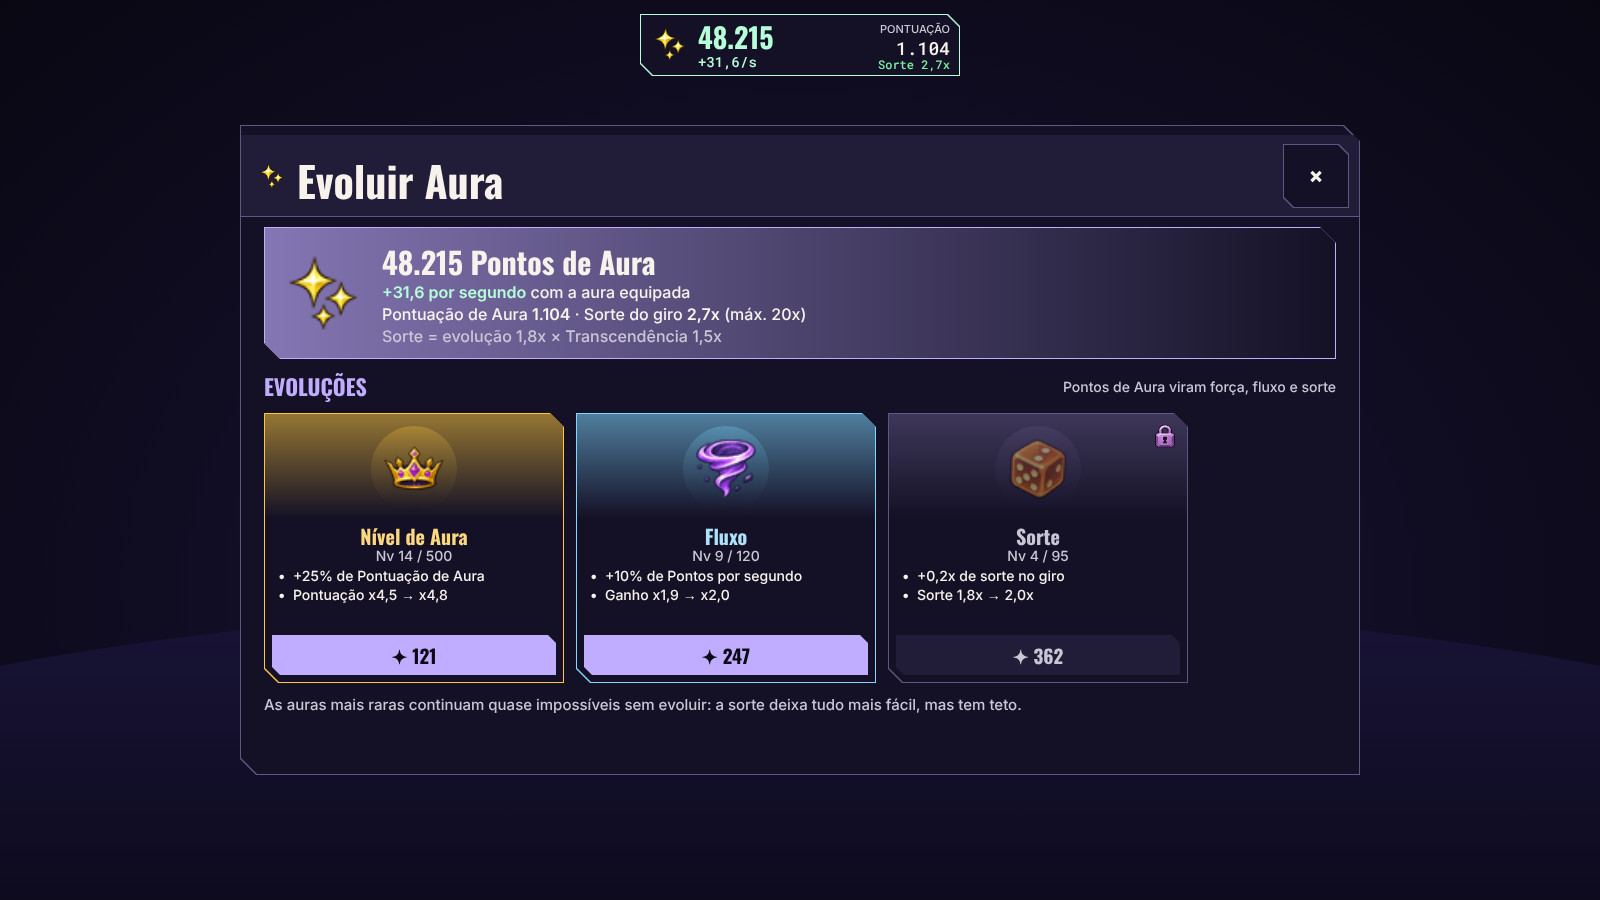 48.215
+31,6/s
PONTUAÇÃO
1.104
Sorte 2,7x
Evoluir Aura
×
48.215 Pontos de Aura
+31,6 por segundo com a aura equipada
Pontuação de Aura 1.104 · Sorte do giro 2,7x (máx. 20x)
Sorte = evolução 1,8x × Transcendência 1,5x
EVOLUÇÕES
Pontos de Aura viram força, fluxo e sorte
Nível de Aura
Nv 14 / 500
• +25% de Pontuação de Aura
• Pontuação x4,5 → x4,8
✦ 121
Fluxo
Nv 9 / 120
• +10% de Pontos por segundo
• Ganho x1,9 → x2,0
✦ 247
Sorte
Nv 4 / 95
• +0,2x de sorte no giro
• Sorte 1,8x → 2,0x
✦ 362
As auras mais raras continuam quase impossíveis sem evoluir: a sorte deixa tudo mais fácil, mas tem teto.